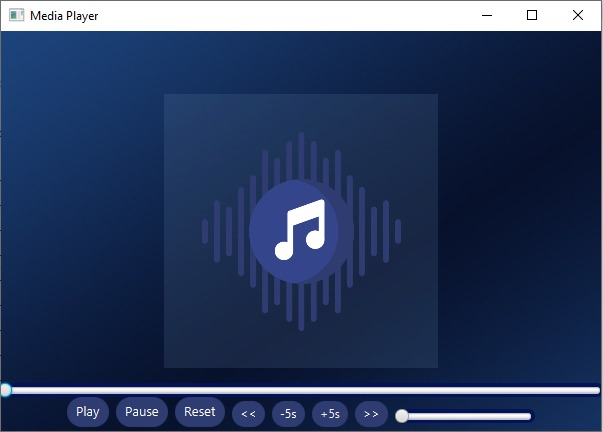 Media Player
Play Pause Reset << -5s +5s >>